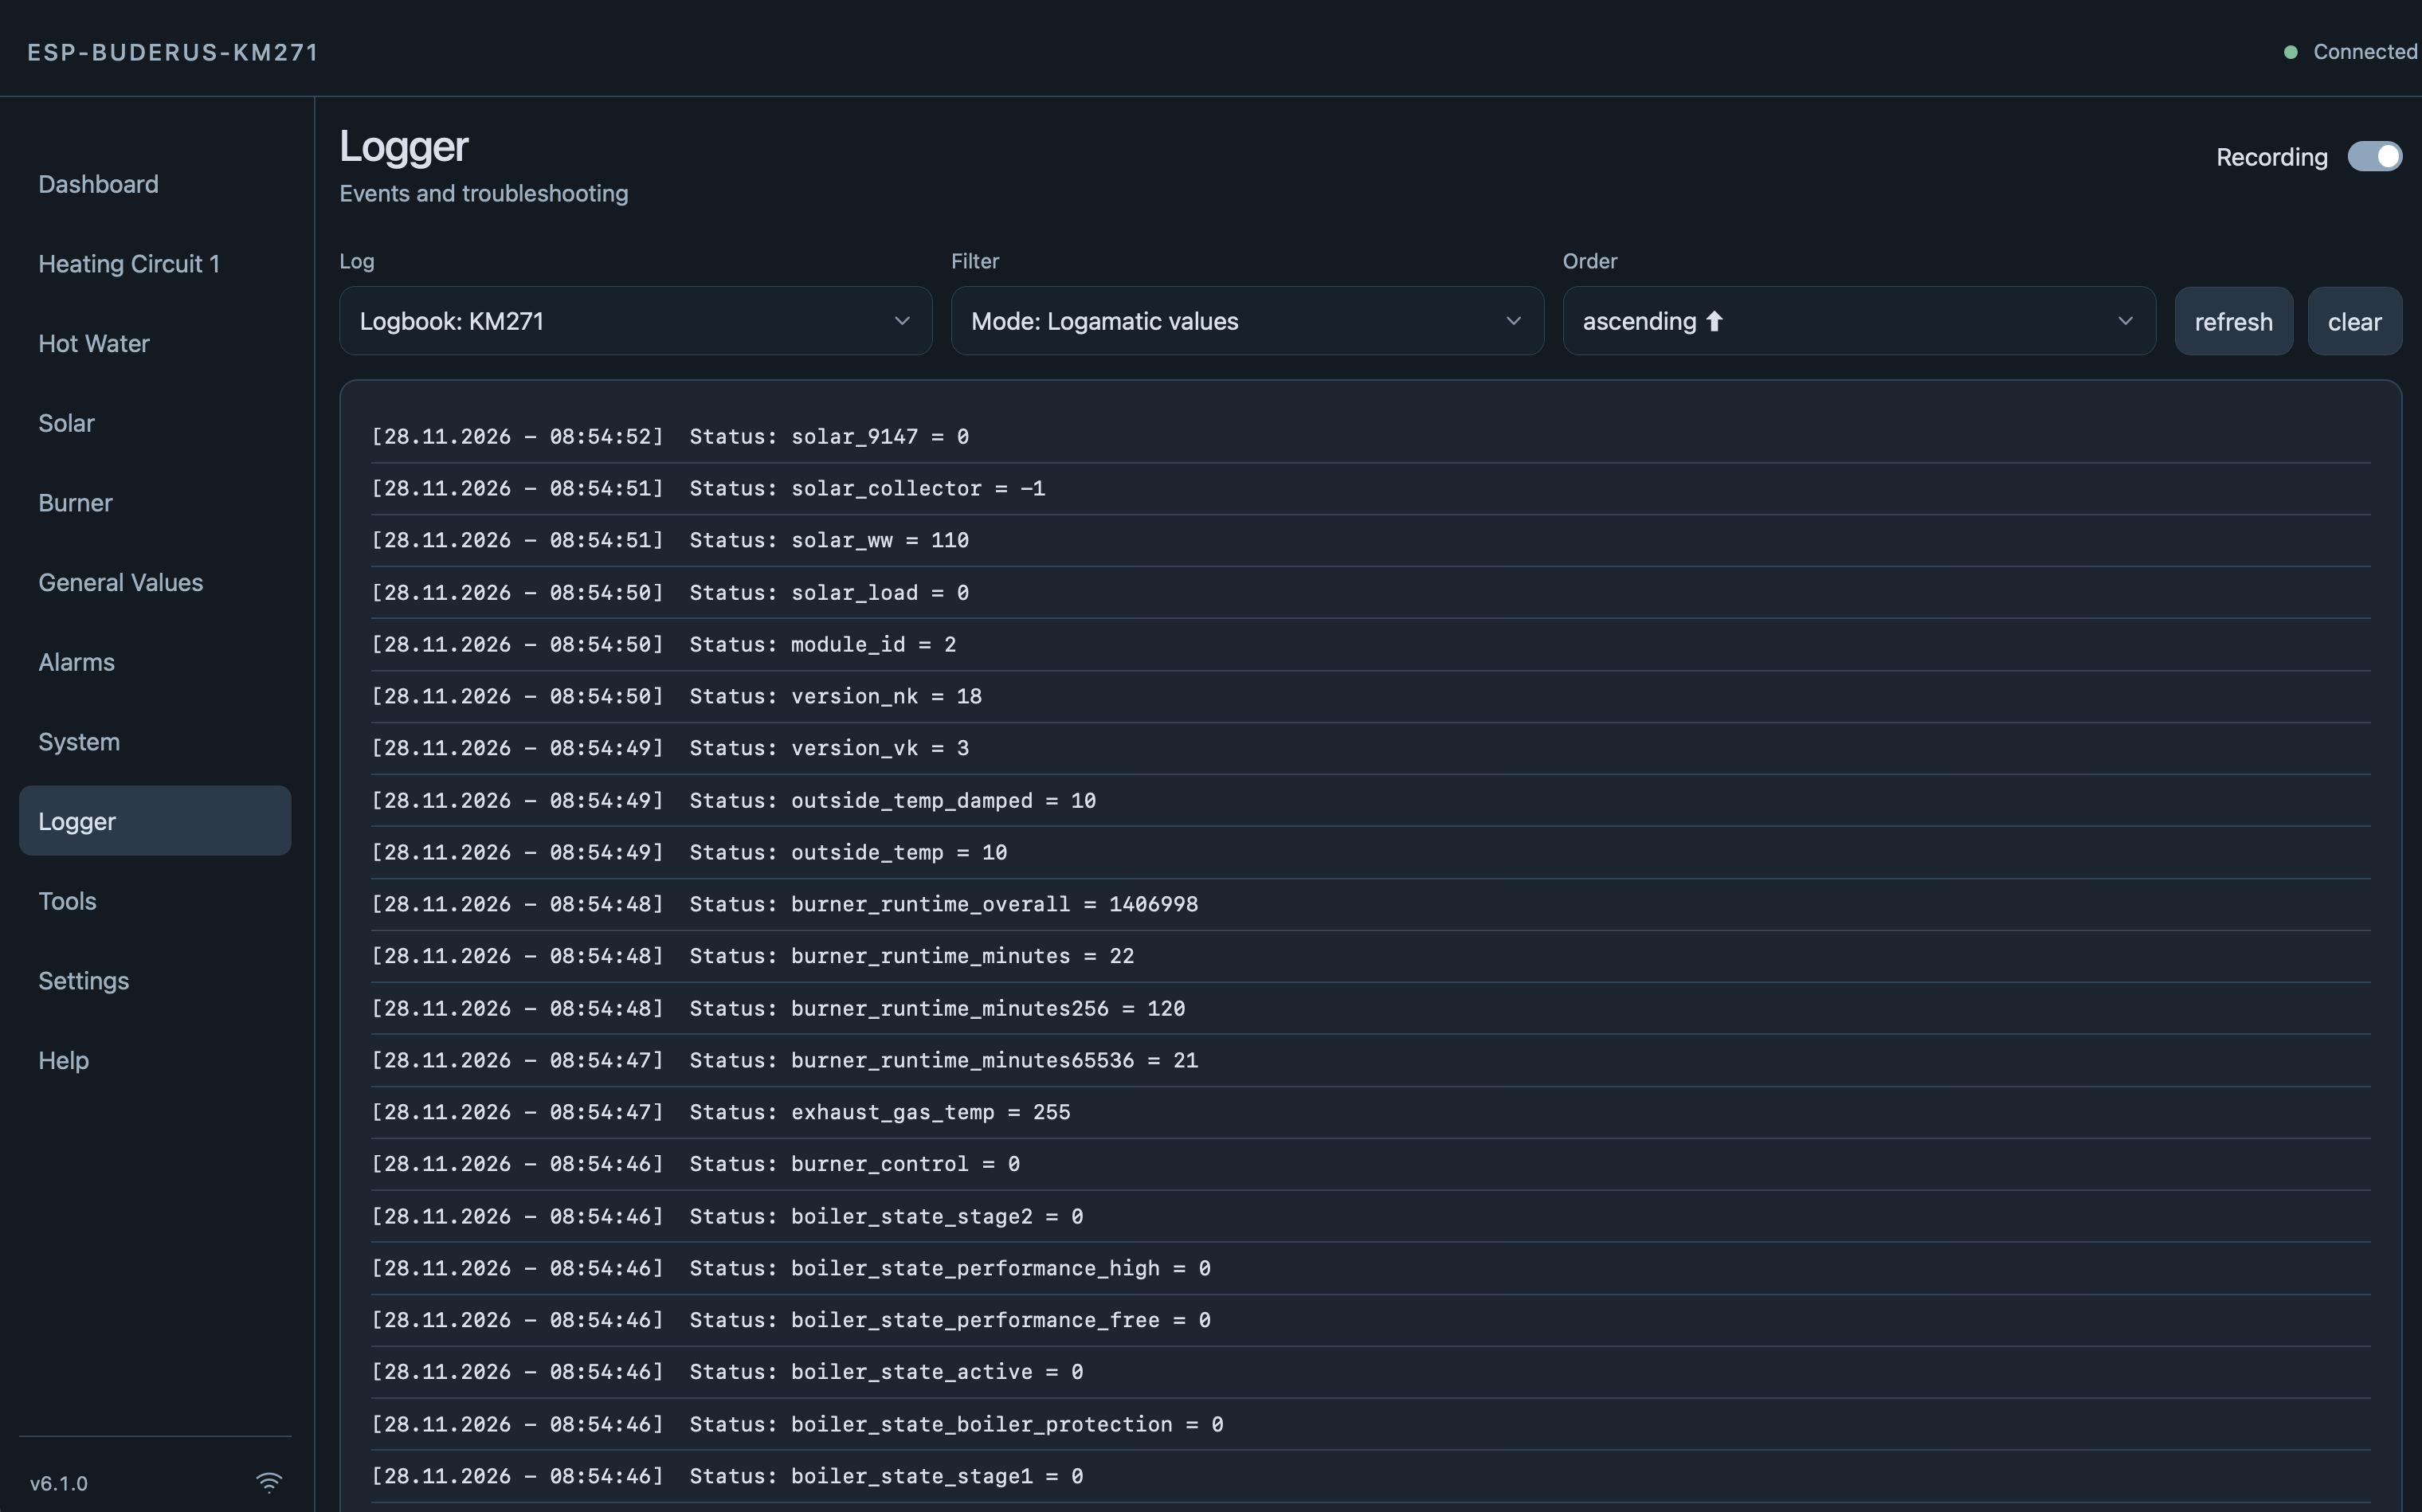 ESP-BUDERUS-KM271
Connected
Dashboard
Heating Circuit 1
Hot Water
Solar
Burner
General Values
Alarms
System
Logger
Tools
Settings
Help
v6.1.0
Logger
Events and troubleshooting
Recording
Log
Filter
Order
Logbook: KM271
Mode: Logamatic values
ascending ⬆
refresh
clear
[28.11.2026 – 08:54:52]  Status: solar_9147 = 0
[28.11.2026 – 08:54:51]  Status: solar_collector = –1
[28.11.2026 – 08:54:51]  Status: solar_ww = 110
[28.11.2026 – 08:54:50]  Status: solar_load = 0
[28.11.2026 – 08:54:50]  Status: module_id = 2
[28.11.2026 – 08:54:50]  Status: version_nk = 18
[28.11.2026 – 08:54:49]  Status: version_vk = 3
[28.11.2026 – 08:54:49]  Status: outside_temp_damped = 10
[28.11.2026 – 08:54:49]  Status: outside_temp = 10
[28.11.2026 – 08:54:48]  Status: burner_runtime_overall = 1406998
[28.11.2026 – 08:54:48]  Status: burner_runtime_minutes = 22
[28.11.2026 – 08:54:48]  Status: burner_runtime_minutes256 = 120
[28.11.2026 – 08:54:47]  Status: burner_runtime_minutes65536 = 21
[28.11.2026 – 08:54:47]  Status: exhaust_gas_temp = 255
[28.11.2026 – 08:54:46]  Status: burner_control = 0
[28.11.2026 – 08:54:46]  Status: boiler_state_stage2 = 0
[28.11.2026 – 08:54:46]  Status: boiler_state_performance_high = 0
[28.11.2026 – 08:54:46]  Status: boiler_state_performance_free = 0
[28.11.2026 – 08:54:46]  Status: boiler_state_active = 0
[28.11.2026 – 08:54:46]  Status: boiler_state_boiler_protection = 0
[28.11.2026 – 08:54:46]  Status: boiler_state_stage1 = 0